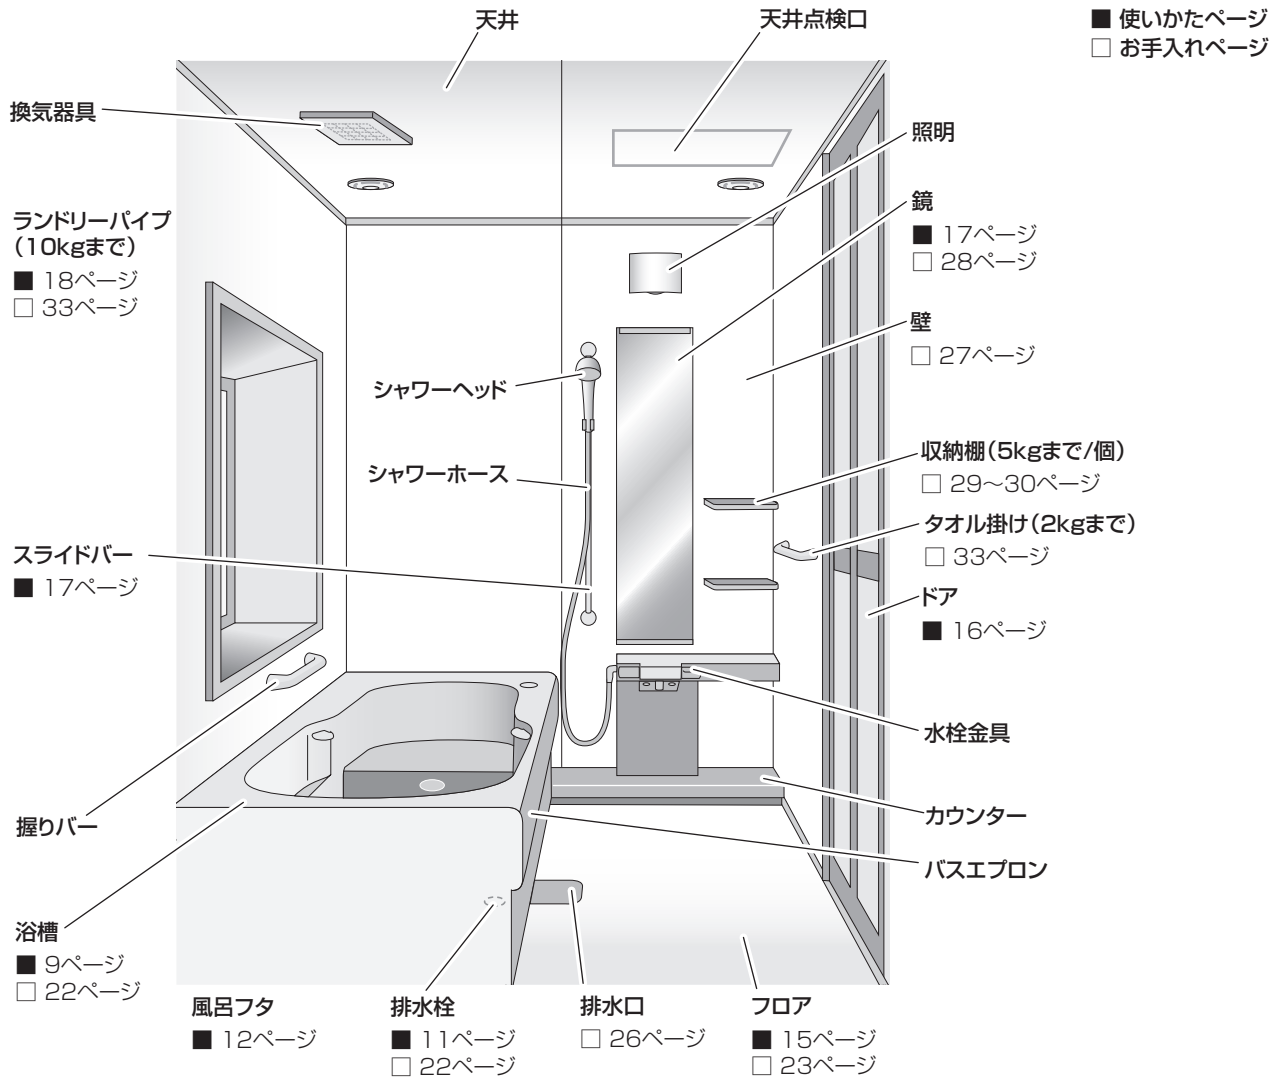 天井
天井点検口
■ 使いかたページ
□ お手入れページ
換気器具
照明
ランドリーパイプ
（10kgまで）
■ 18ページ
□ 33ページ
鏡
■ 17ページ
□ 28ページ
壁
□ 27ページ
シャワーヘッド
シャワーホース
収納棚（5kgまで/個）
□ 29～30ページ
タオル掛け（2kgまで）
□ 33ページ
スライドバー
■ 17ページ
ドア
■ 16ページ
水栓金具
握りバー
カウンター
バスエプロン
浴槽
■ 9ページ
□ 22ページ
風呂フタ
■ 12ページ
排水栓
■ 11ページ
□ 22ページ
排水口
□ 26ページ
フロア
■ 15ページ
□ 23ページ